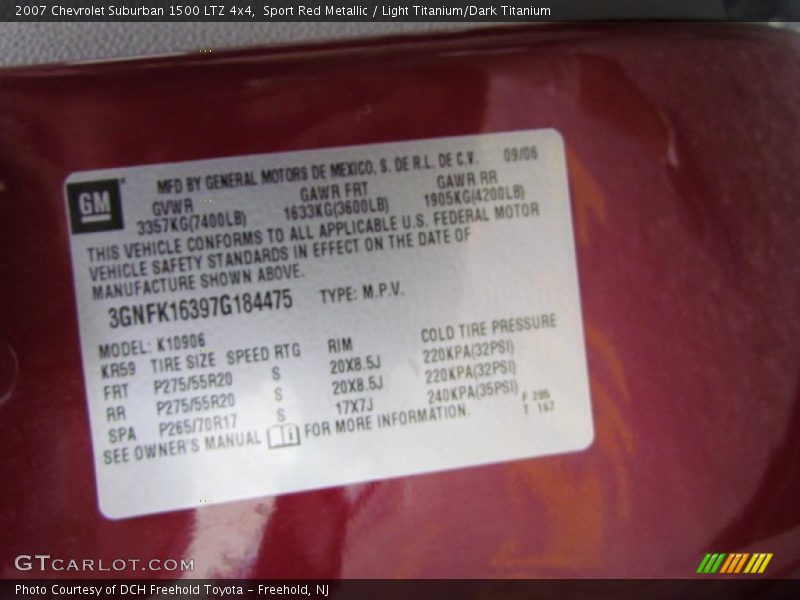 2007 Chevrolet Suburban 1500 LTZ 4x4, Sport Red Metallic / Light Titanium/Dark Titanium
GM
MFD BY GENERAL MOTORS DE MEXICO, S. DE R.L. DE C.V. 09/06
GVWR GAWR FRT GAWR RR
3357KG(7400LB) 1633KG(3600LB) 1905KG(4200LB)
THIS VEHICLE CONFORMS TO ALL APPLICABLE U.S. FEDERAL MOTOR
VEHICLE SAFETY STANDARDS IN EFFECT ON THE DATE OF
MANUFACTURE SHOWN ABOVE.
3GNFK16397G184475 TYPE: M.P.V.
MODEL: K10906
KR59 TIRE SIZE SPEED RTG RIM COLD TIRE PRESSURE
FRT P275/55R20 S 20X8.5J 220KPA(32PSI)
RR P275/55R20 S 20X8.5J 220KPA(32PSI)
SPA P265/70R17 S 17X7J 240KPA(35PSI)
SEE OWNER'S MANUAL FOR MORE INFORMATION.
F 205
T 167
GTCARLOT.COM
Photo Courtesy of DCH Freehold Toyota - Freehold, NJ